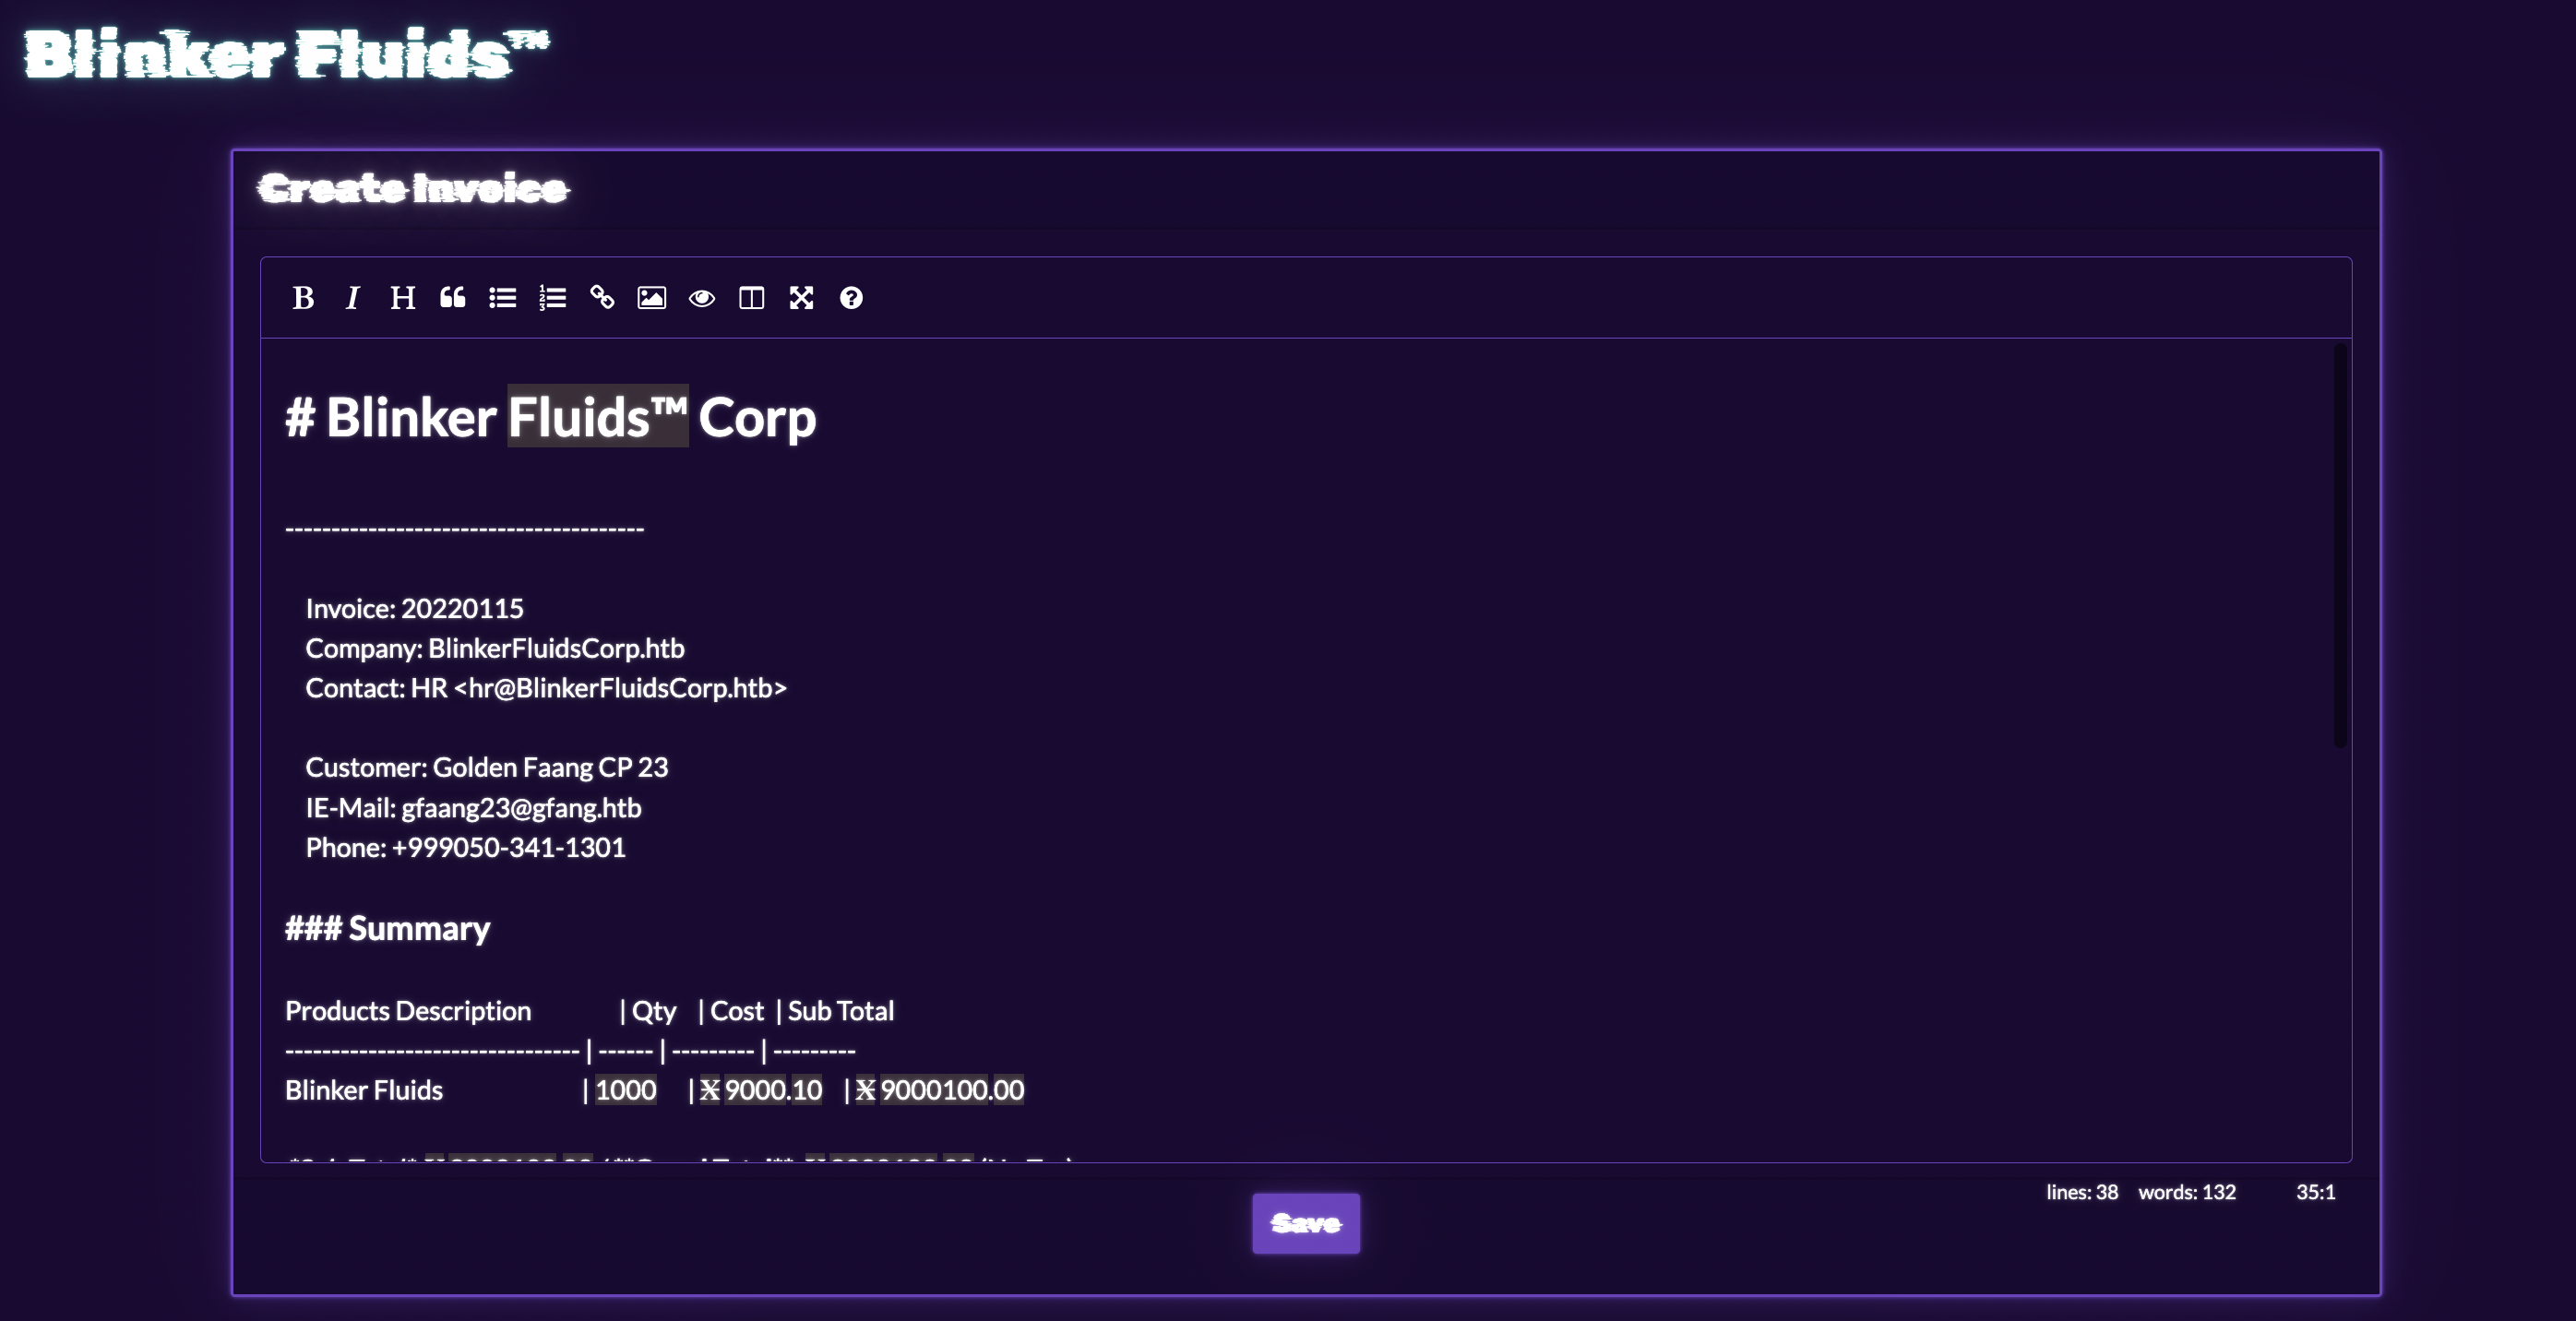 Blinker Fluids™
Create Invoice
# Blinker Fluids™ Corp
---------------------------------------
Invoice: 20220115
Company: BlinkerFluidsCorp.htb
Contact: HR <hr@BlinkerFluidsCorp.htb>
Customer: Golden Faang CP 23
IE-Mail: gfaang23@gfang.htb
Phone: +999050-341-1301
### Summary
Products Description | Qty | Cost | Sub Total
-------------------------------- | ------ | --------- | ---------
Blinker Fluids | 1000 | X 9000.10 | X 9000100.00
lines: 38 words: 132 35:1
Save